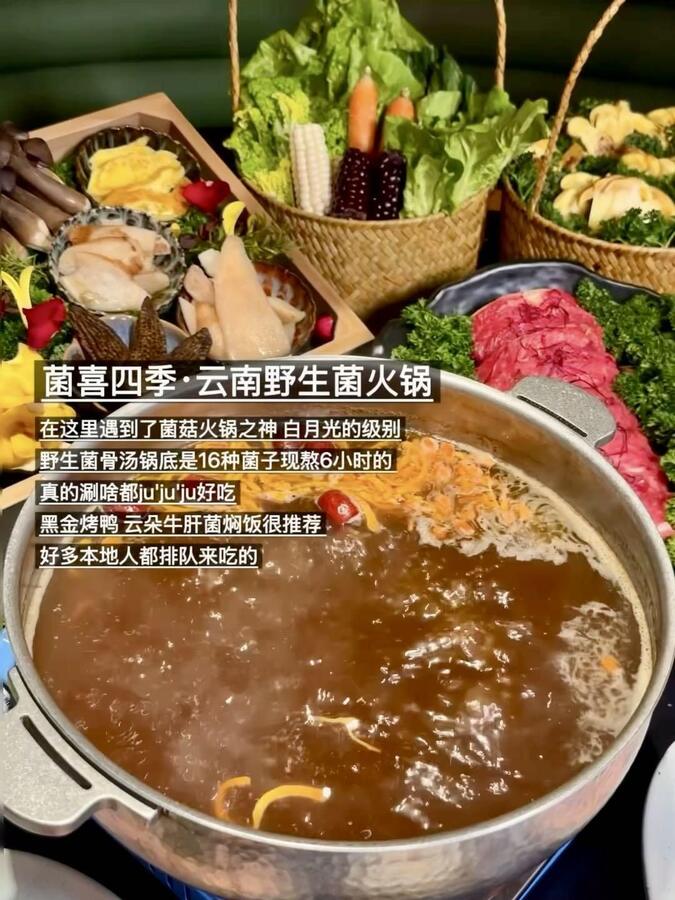 菌喜四季·云南野生菌火锅
在这里遇到了菌菇火锅之神 白月光的级别
野生菌骨汤锅底是16种菌子现熬6小时的
真的涮啥都ju'ju'ju好吃
黑金烤鸭 云朵牛肝菌焖饭很推荐
好多本地人都排队来吃的